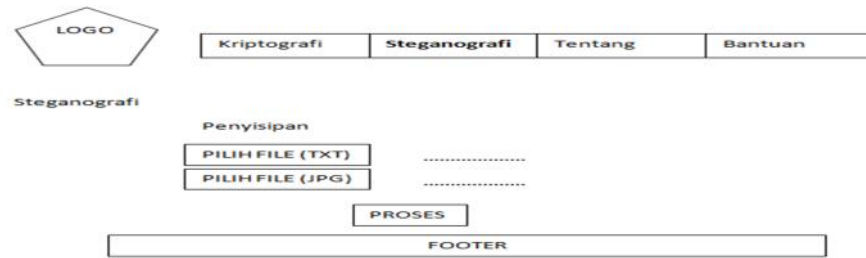 LOGO
Kriptografi Steganografi Tentang Bantuan
Steganografi
Penyisipan
PILIH FILE (TXT) ...................
PILIH FILE (JPG) ...................
PROSES
FOOTER